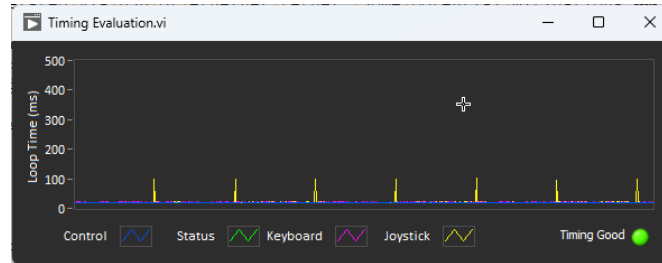 Timing Evaluation.vi
500
400
300
200
100
0
Loop Time (ms)
Control Status Keyboard Joystick Timing Good